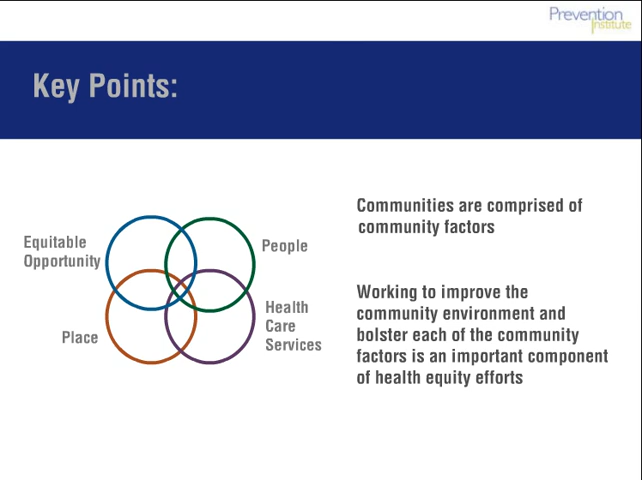 Prevention
Institute
Key Points:
Equitable
Opportunity
People
Place
Health
Care
Services
Communities are comprised of
community factors
Working to improve the
community environment and
bolster each of the community
factors is an important component
of health equity efforts